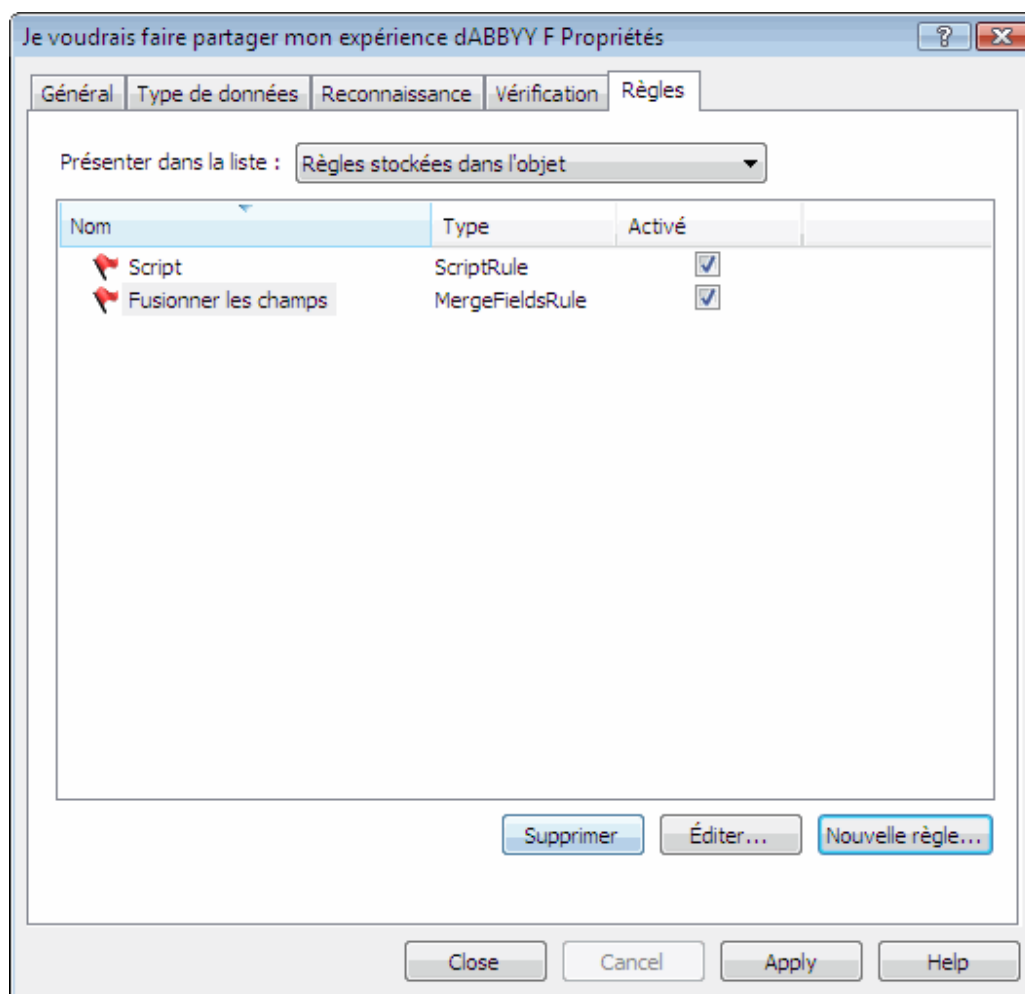 Je voudrais faire partager mon expérience dABBYY F Propriétés
Général Type de données Reconnaissance Vérification Règles
Présenter dans la liste : Règles stockées dans l'objet
Nom Type Activé
Script ScriptRule
Fusionner les champs MergeFieldsRule
Supprimer Éditer... Nouvelle règle...
Close Cancel Apply Help